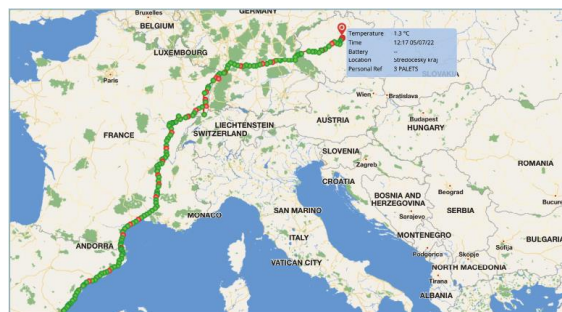 Bruxelles
GERMANY
BELGIUM
LUXEMBOURG
Paris
Temperature 1.3 °C
Time 12:17 05/07/22
Battery --
Location Středočeský kraj
Personal Ref 3 PALETS
SLOVAKIA
Wien
Bratislava
LIECHTENSTEIN
AUSTRIA
Budapest
HUNGARY
FRANCE
SWITZERLAND
SLOVENIA
Zagreb
ROMANIA
CROATIA
BOSNIA AND
HERZEGOVINA
Beograd
SERBIA
MONACO
SAN MARINO
Sarajevo
ITALY
MONTENEGRO
ANDORRA
Podgorica
Skopje
Sofija
BULGARI
VATICAN CITY
NORTH MACEDONIA
Tirana
ALBANIA